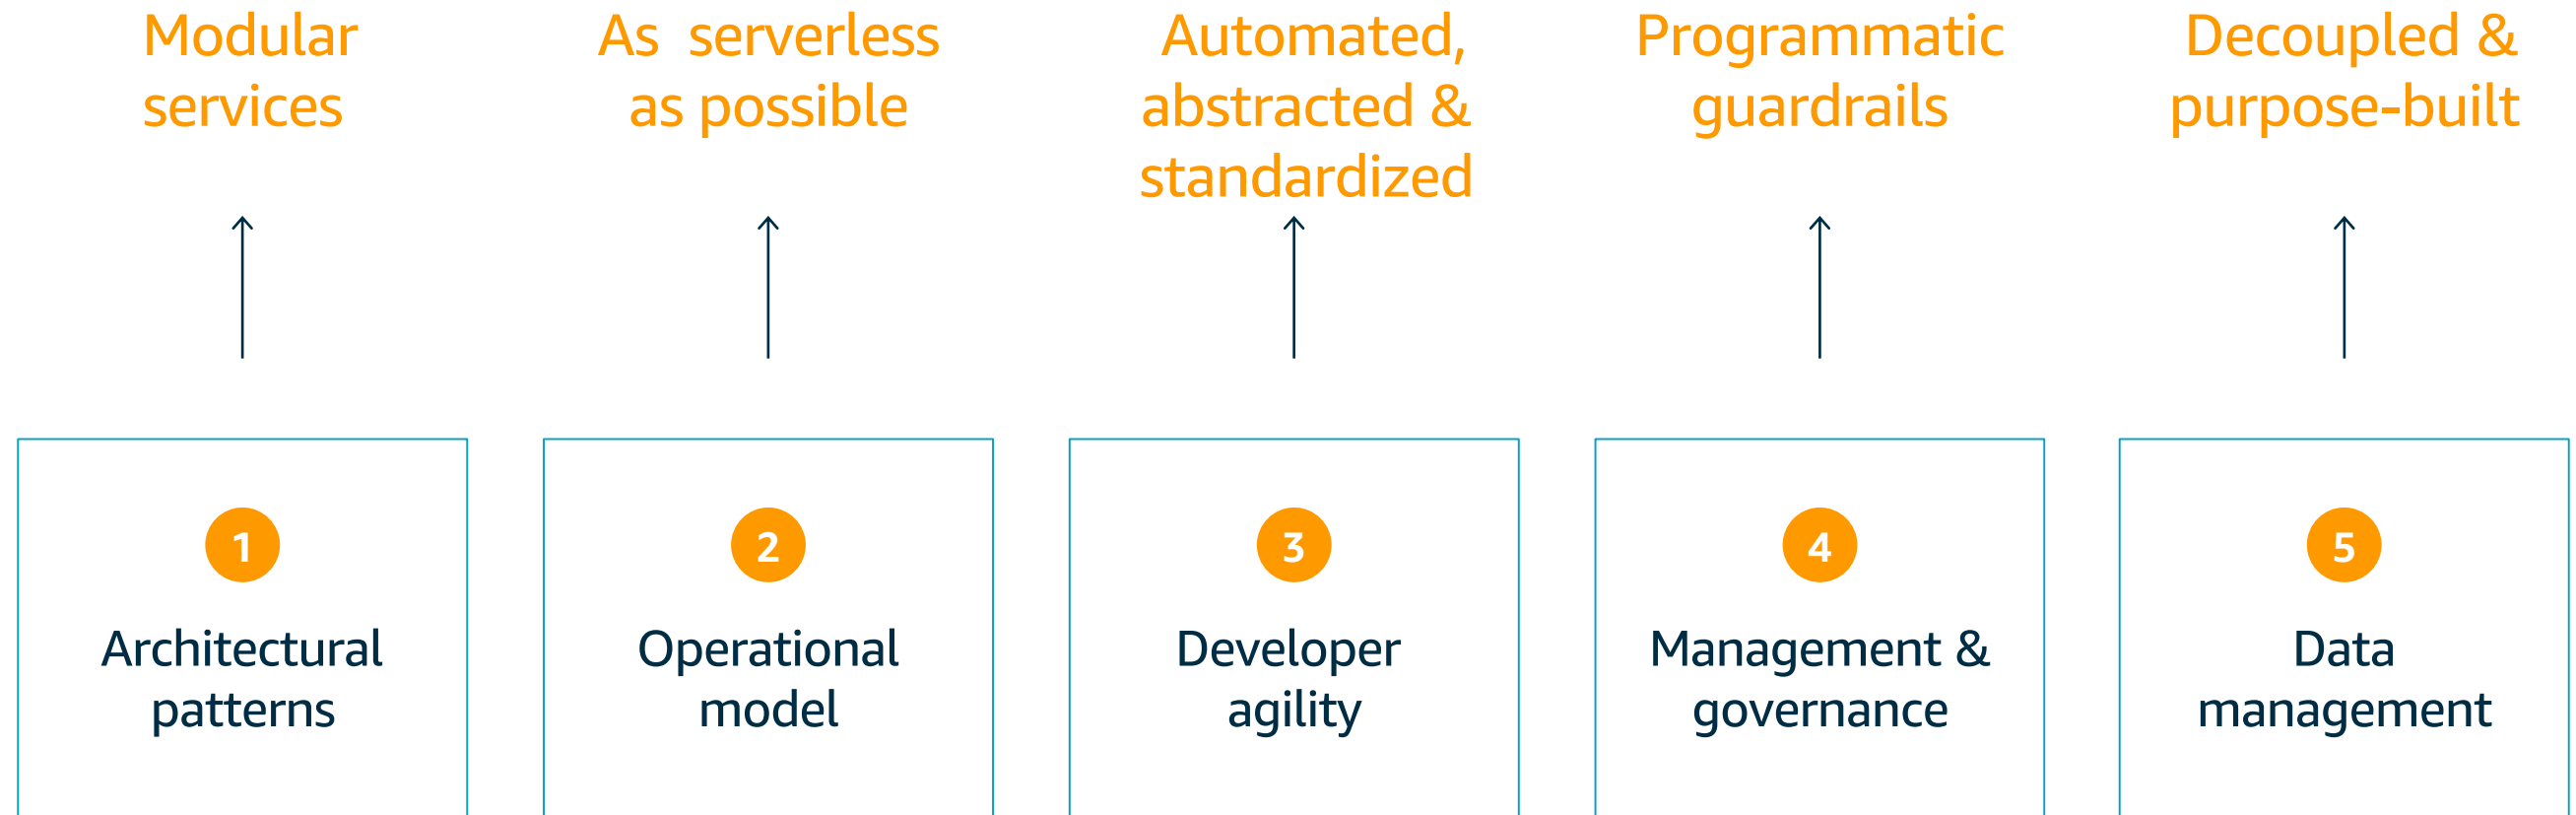 Modular
services
As serverless
as possible
Automated,
abstracted &
standardized
Programmatic
guardrails
Decoupled &
purpose-built
1
Architectural
patterns
2
Operational
model
3
Developer
agility
4
Management &
governance
5
Data
management